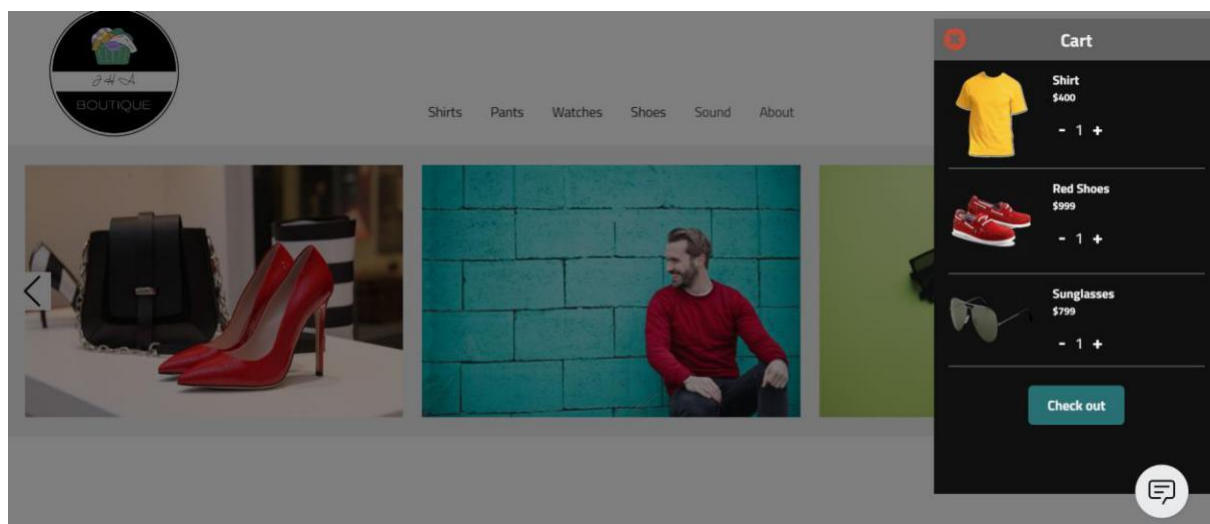 JHA
BOUTIQUE
Shirts Pants Watches Shoes Sound About
Cart
Shirt
$400
- 1 +
Red Shoes
$999
- 1 +
Sunglasses
$799
- 1 +
Check out